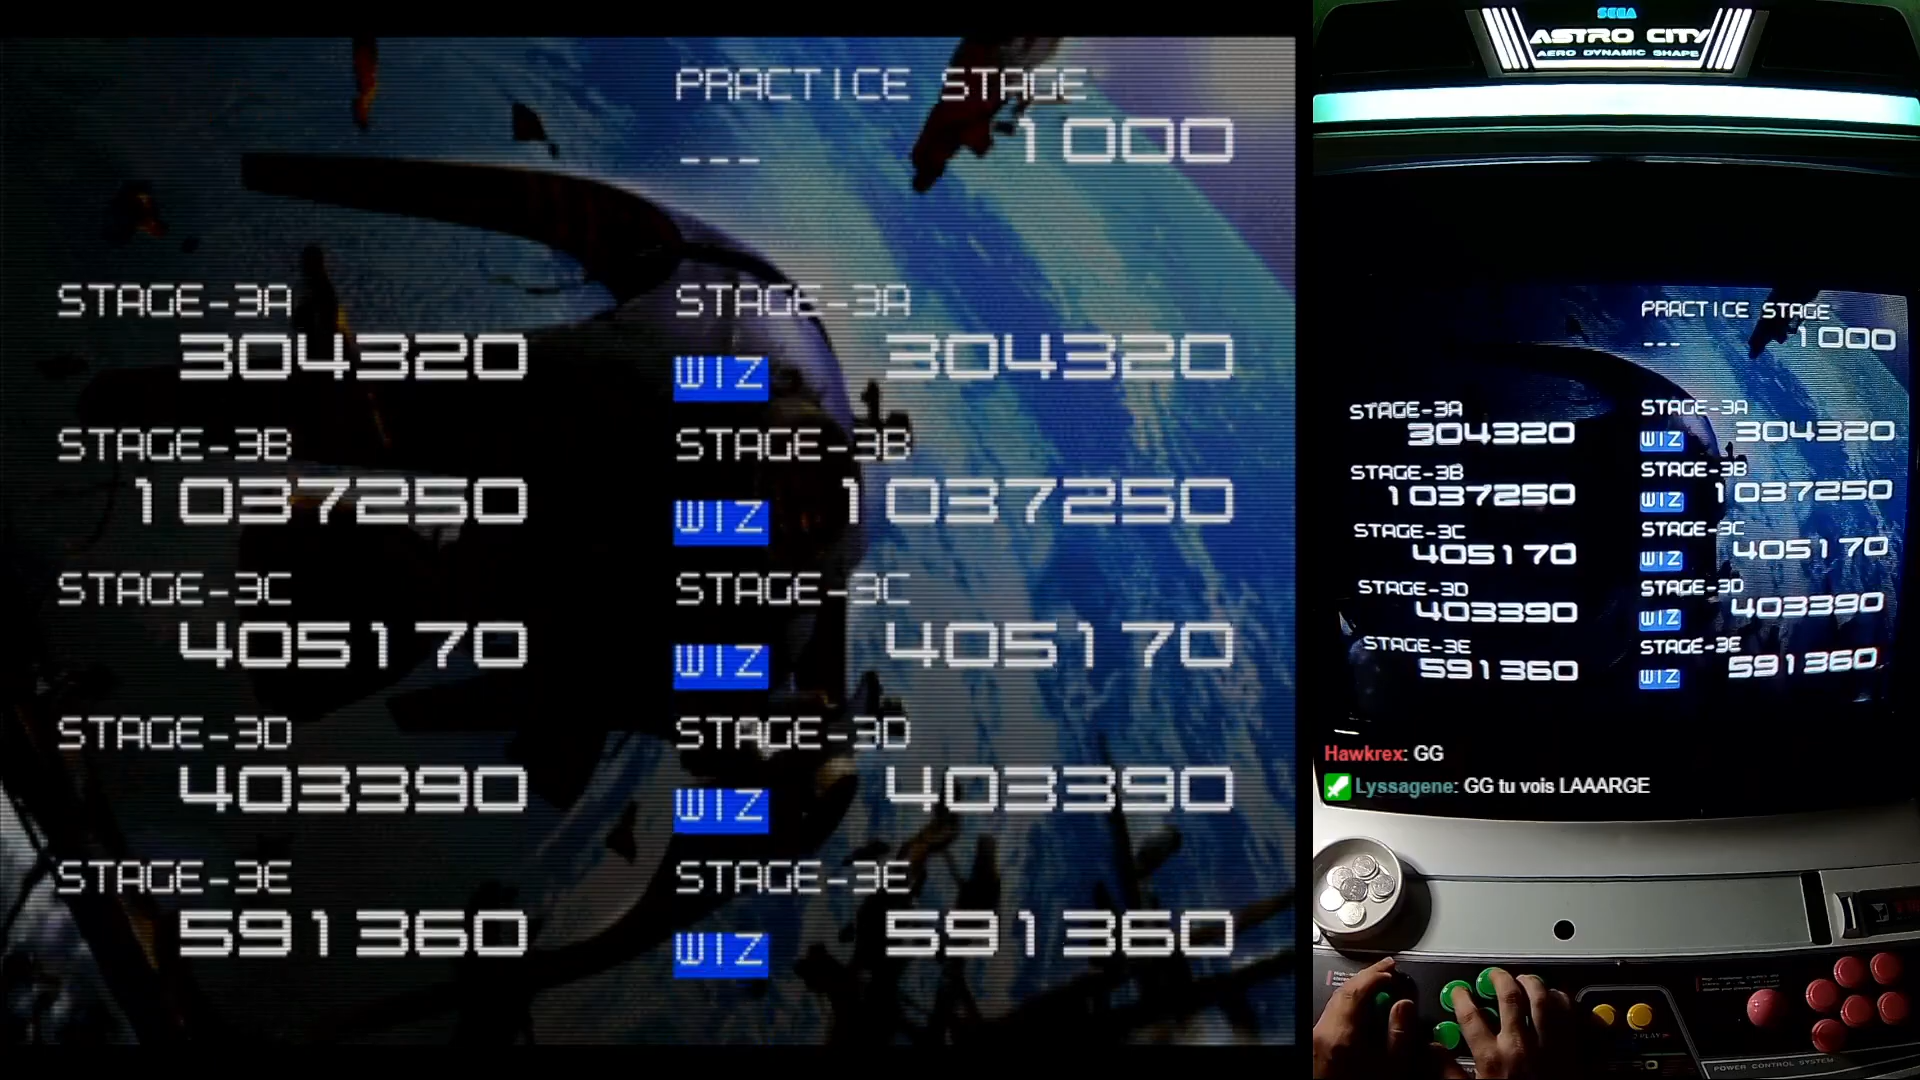 PRACTICE STAGE
--- 1000
STAGE-3A STAGE-3A
304320 WIZ 304320
STAGE-3B STAGE-3B
1037250 WIZ 1037250
STAGE-3C STAGE-3C
405170 WIZ 405170
STAGE-3D STAGE-3D
403390 WIZ 403390
STAGE-3E STAGE-3E
591360 WIZ 591360
SEGA
ASTRO CITY
AERO DYNAMIC SHAPE
PRACTICE STAGE
--- 1000
STAGE-3A STAGE-3A
304320 WIZ 304320
STAGE-3B STAGE-3B
1037250 WIZ 1037250
STAGE-3C STAGE-3C
405170 WIZ 405170
STAGE-3D STAGE-3D
403390 WIZ 403390
STAGE-3E STAGE-3E
591360 WIZ 591360
Hawkrex: GG
Lyssagene: GG tu vois LAAARGE
POWER CONTROL SYSTEM